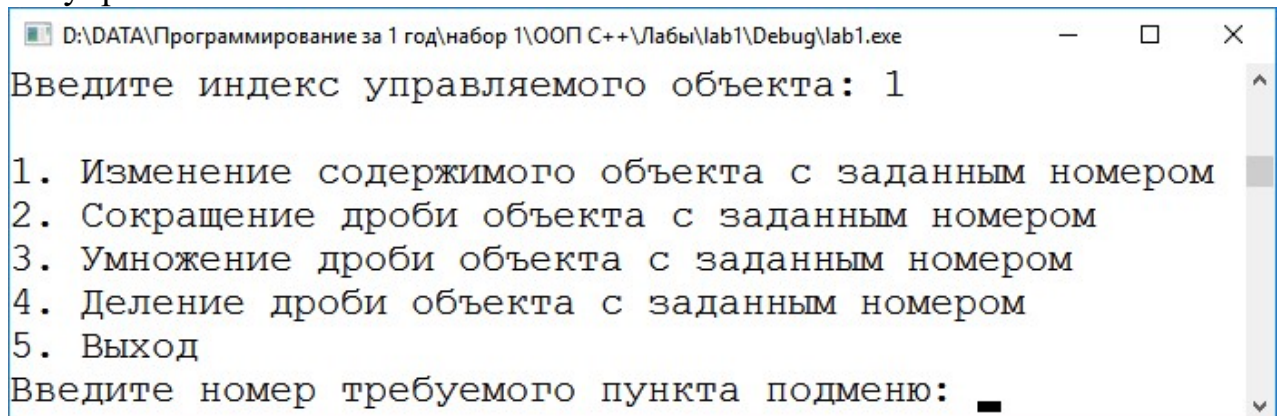 D:\DATA\Программирование за 1 год\набор 1\ООП C++\Лабы\lab1\Debug\lab1.exe
Введите индекс управляемого объекта: 1
1. Изменение содержимого объекта с заданным номером
2. Сокращение дроби объекта с заданным номером
3. Умножение дроби объекта с заданным номером
4. Деление дроби объекта с заданным номером
5. Выход
Введите номер требуемого пункта подменю: